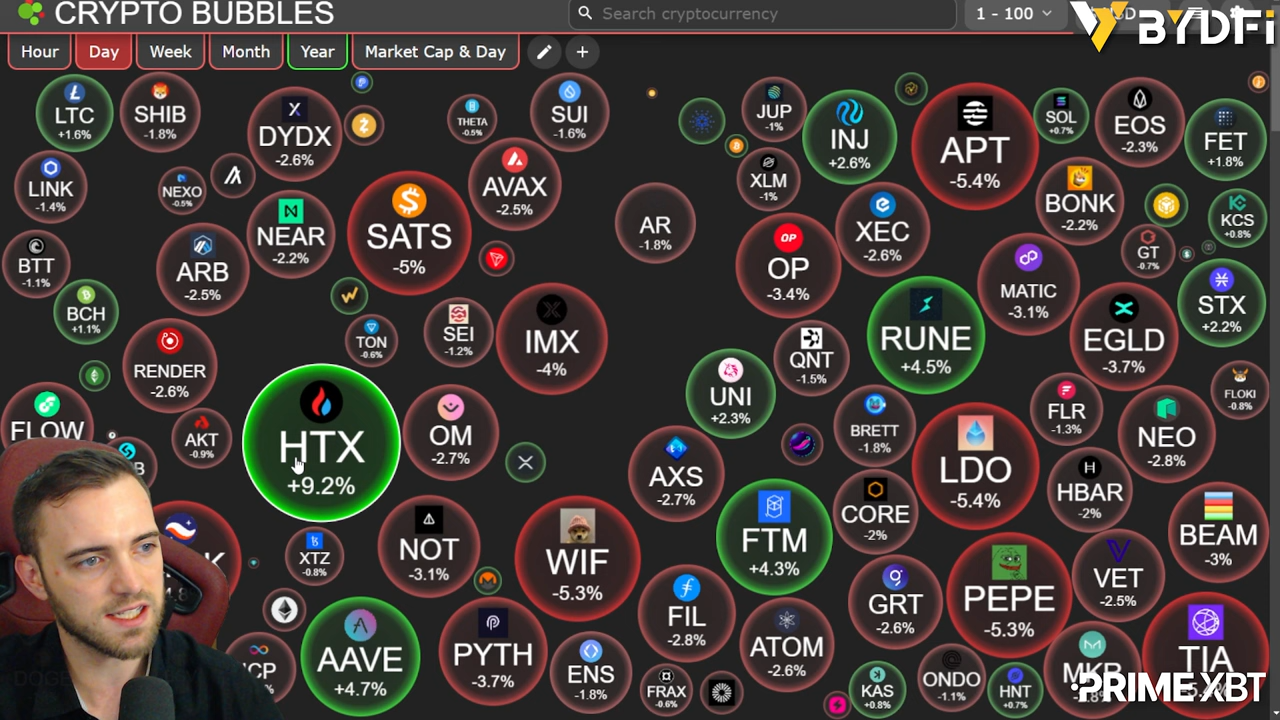 CRYPTO BUBBLES
Search cryptocurrency
1 - 100
BYDFi
Hour
Day
Week
Month
Year
Market Cap & Day
LTC
+1.6%
SHIB
-1.8%
DYDX
-2.6%
THETA
-0.5%
SUI
-1.6%
JUP
-1%
INJ
+2.6%
APT
-5.4%
SOL
+0.7%
EOS
-2.3%
FET
+1.8%
LINK
-1.4%
NEXO
-0.5%
AVAX
-2.5%
XLM
-1%
BONK
-2.2%
KCS
+0.8%
NEAR
-2.2%
SATS
-5%
AR
-1.8%
XEC
-2.6%
GT
-0.7%
BTT
-1.1%
ARB
-2.5%
OP
-3.4%
MATIC
-3.1%
STX
+2.2%
BCH
+1.1%
TON
-0.6%
SEI
-1.2%
IMX
-4%
RUNE
+4.5%
EGLD
-3.7%
RENDER
-2.6%
QNT
-1.5%
UNI
+2.3%
FLOKI
-0.8%
FLOW
AKT
-0.9%
HTX
+9.2%
OM
-2.7%
BRETT
-1.8%
FLR
-1.3%
NEO
-2.8%
AXS
-2.7%
LDO
-5.4%
HBAR
-2%
CORE
-2%
BEAM
-3%
XTZ
-0.8%
NOT
-3.1%
WIF
-5.3%
FTM
+4.3%
VET
-2.5%
PEPE
-5.3%
GRT
-2.6%
FIL
-2.8%
AAVE
+4.7%
PYTH
-3.7%
ENS
-1.8%
ATOM
-2.6%
TIA
MKR
FRAX
-0.6%
KAS
+0.8%
ONDO
-1.1%
HNT
+0.7%
PRIME XBT